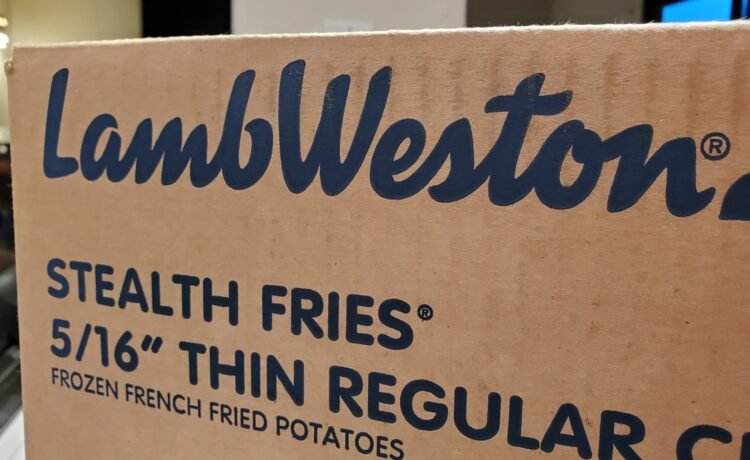 LambWeston®
STEALTH FRIES®
5/16" THIN REGULAR
FROZEN FRENCH FRIED POTATOES